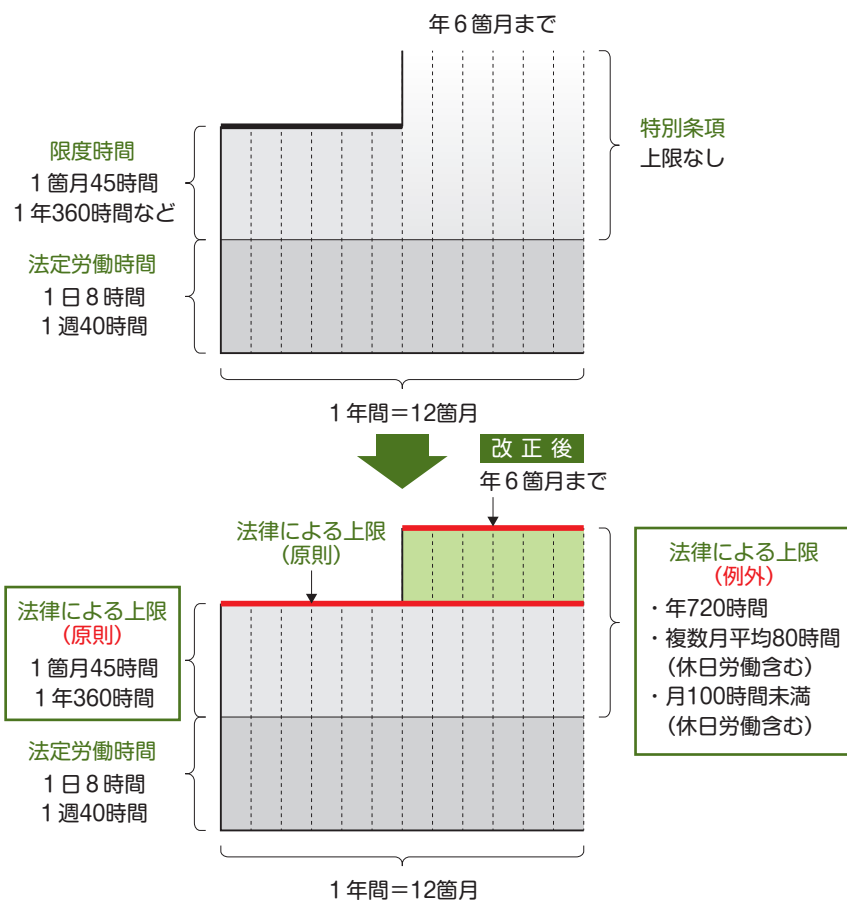 年６箇月まで
限度時間
１箇月45時間
１年360時間など
特別条項
上限なし
法定労働時間
１日８時間
１週40時間
１年間＝12箇月
改正後
年６箇月まで
法律による上限
（原則）
法律による上限
（原則）
１箇月45時間
１年360時間
法律による上限
（例外）
・年720時間
・複数月平均80時間
（休日労働含む）
・月100時間未満
（休日労働含む）
法定労働時間
１日８時間
１週40時間
１年間＝12箇月